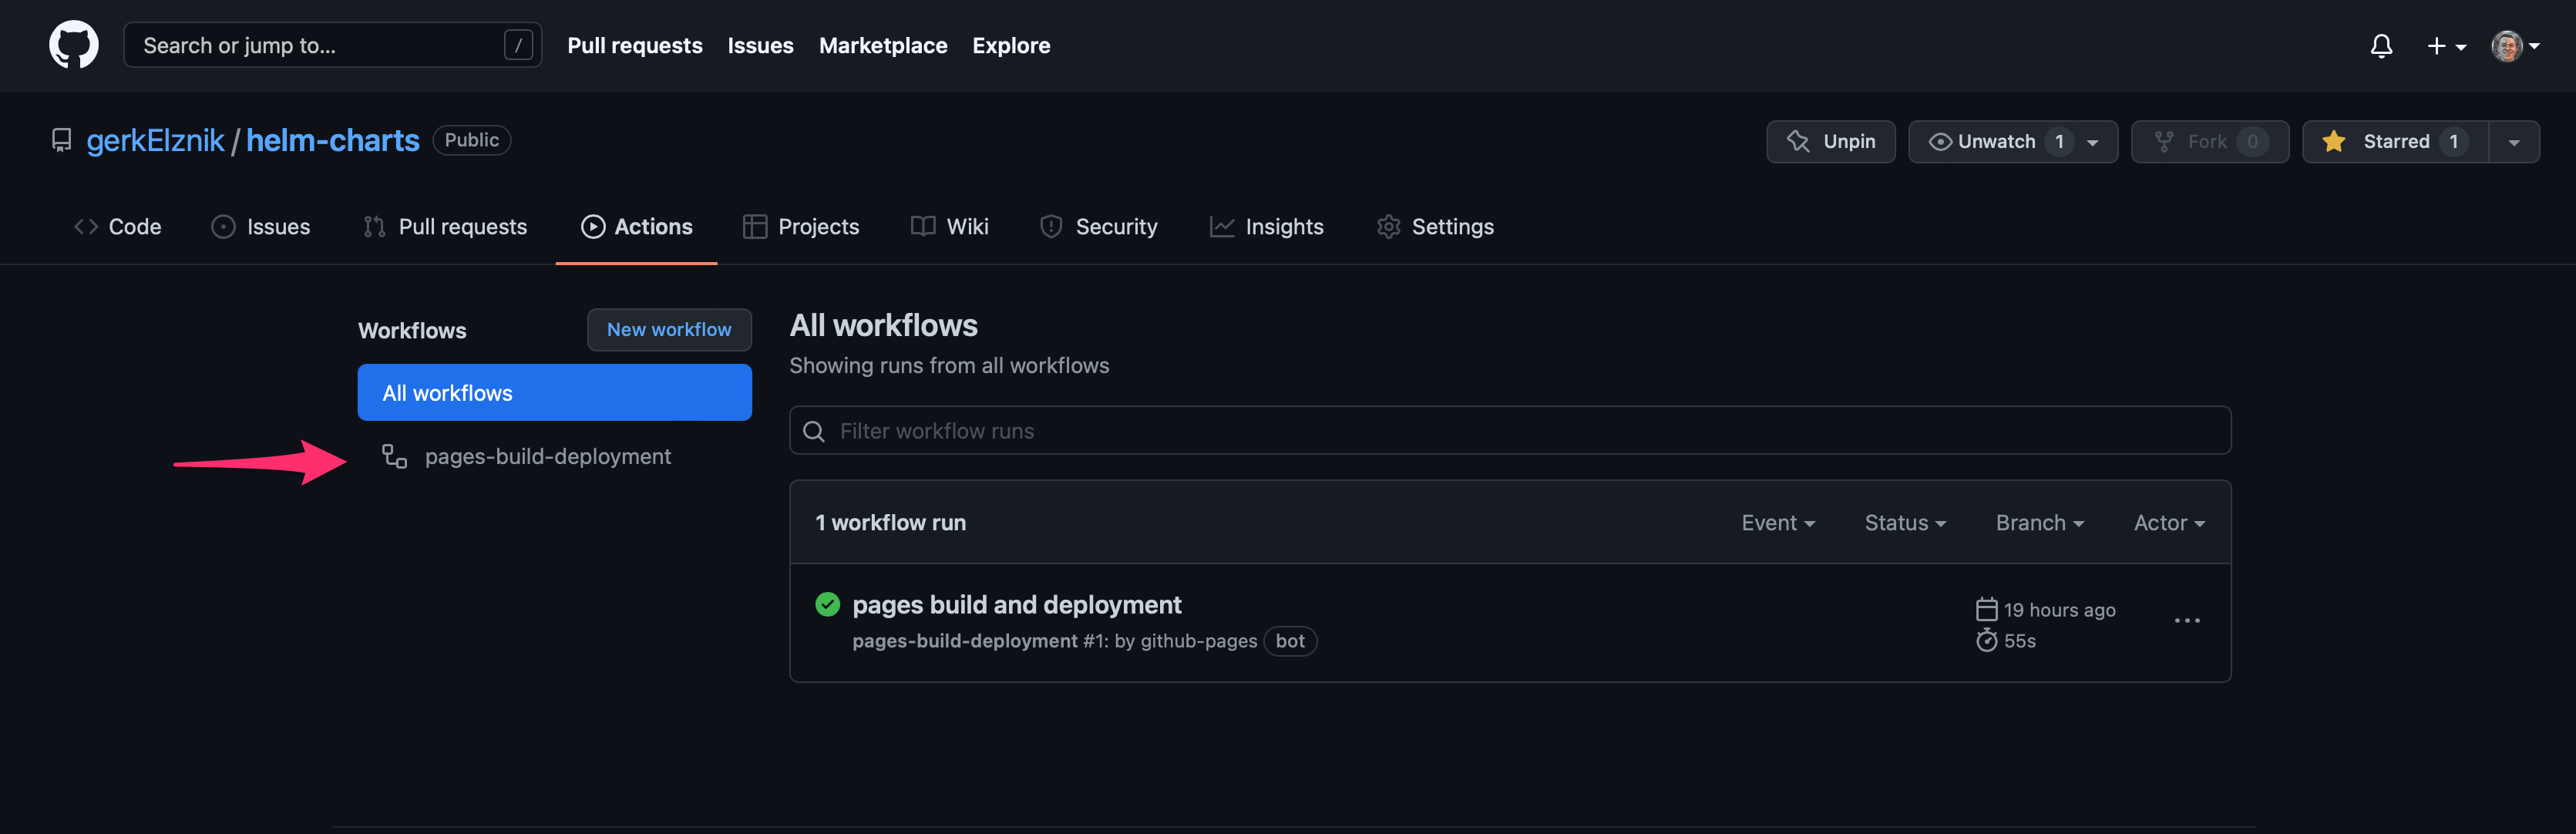 Search or jump to... / Pull requests Issues Marketplace Explore
gerkElznik / helm-charts Public Unpin Unwatch 1 Fork 0 Starred 1
Code Issues Pull requests Actions Projects Wiki Security Insights Settings
Workflows New workflow
All workflows
pages-build-deployment
All workflows
Showing runs from all workflows
Filter workflow runs
1 workflow run Event Status Branch Actor
pages build and deployment
pages-build-deployment #1: by github-pages bot
19 hours ago
55s